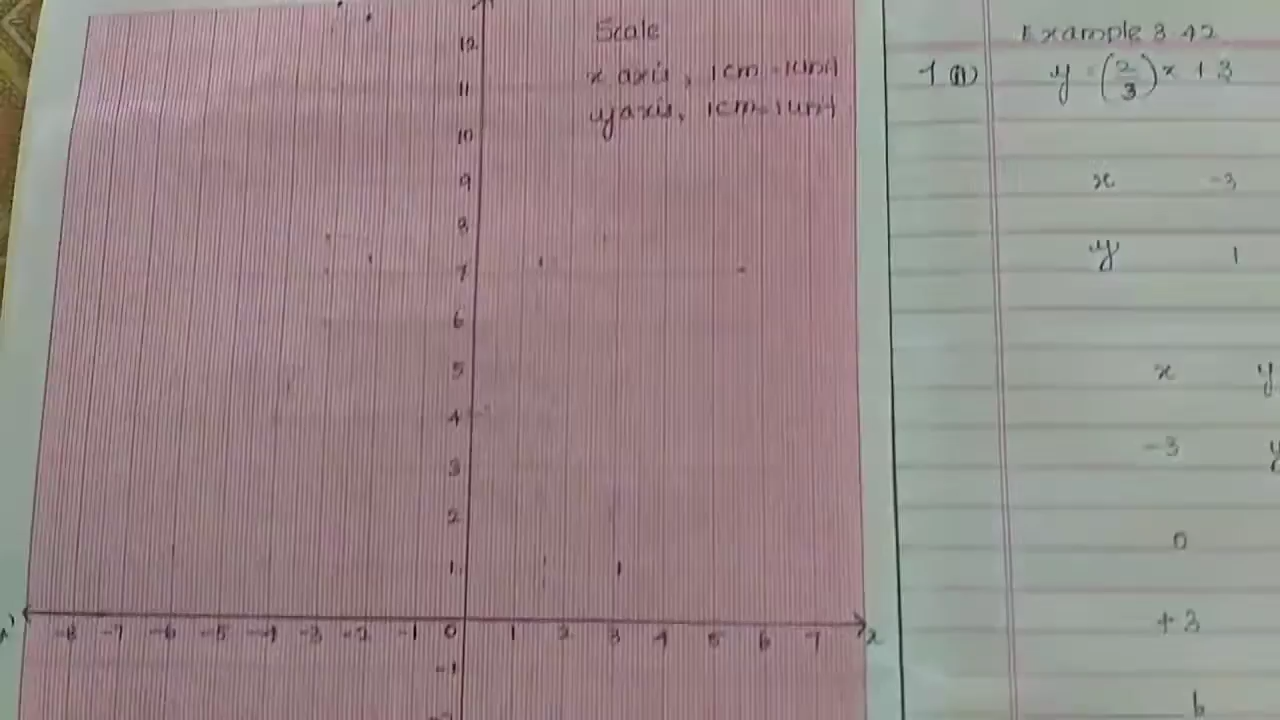 Scale
x axis, 1cm = 1unit
y axis, 1cm = 1unit
12
11
10
9
8
7
6
5
4
3
2
1
x' -8 -7 -6 -5 -4 -3 -2 -1 0 1 2 3 4 5 6 7 x
-1
Example 3.42
1 (ii) y = (2/3)x + 3
x -3
y 1
x y
-3 y
0
+3
6